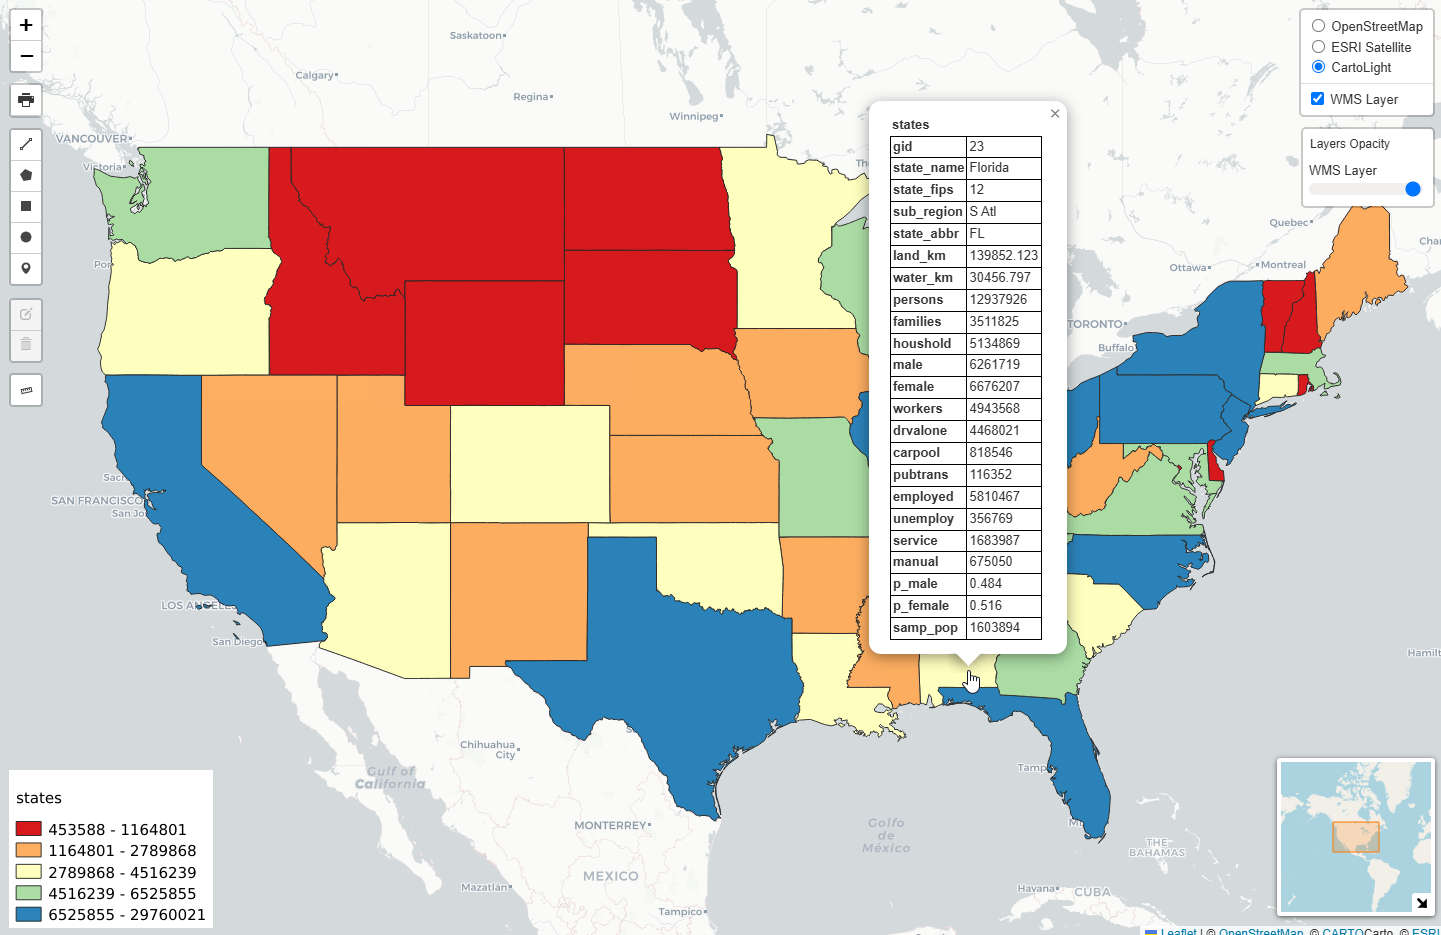 +
−
OpenStreetMap
ESRI Satellite
CartoLight
WMS Layer
Layers Opacity
WMS Layer
×
states
gid 23
state_name Florida
state_fips 12
sub_region S Atl
state_abbr FL
land_km 139852.123
water_km 30456.797
persons 12937926
families 3511825
houshold 5134869
male 6261719
female 6676207
workers 4943568
drvalone 4468021
carpool 818546
pubtrans 116352
employed 5810467
unemploy 356769
service 1683987
manual 675050
p_male 0.484
p_female 0.516
samp_pop 1603894
Saskatoon
Calgary
Regina
Winnipeg
VANCOUVER
Victoria
Quebec
Ottawa
Montreal
TORONTO
Buffalo
SAN FRANCISCO
San Jo
LOS ANGELE
San Diego
Chihuahua
City
Gulf of
California
MONTERREY
Golfo
de
México
MEXICO
Mazatlán
Tampico
Tamp
THE
BAHAMAS
Havana
CUBA
Hamilt
states
453588 - 1164801
1164801 - 2789868
2789868 - 4516239
4516239 - 6525855
6525855 - 29760021
Leaflet | © OpenStreetMap, © CARTOCarto, © ESRI